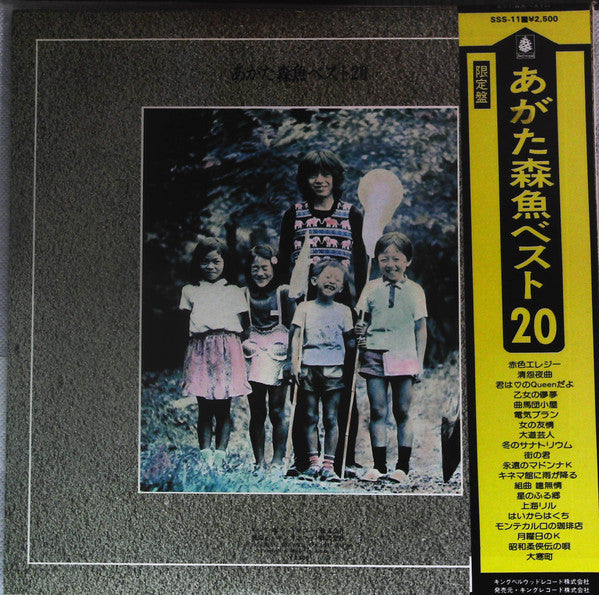 あがた森魚ベスト20
SSS-11■¥2,500
限定盤
あがた森魚ベスト20
赤色エレジー
清怨夜曲
君は♡のQueenだよ
乙女の儚夢
曲馬団小屋
電気ブラン
女の友情
大道芸人
冬のサナトリウム
街の君
永遠のマドンナK
キネマ館に雨が降る
組曲 噫無情
星のふる郷
上海リル
はいからはくち
モンテカルロの珈琲店
月曜日のK
昭和柔侠伝の唄
大寒町
キングベルウッドレコード株式会社
発売元・キングレコード株式会社